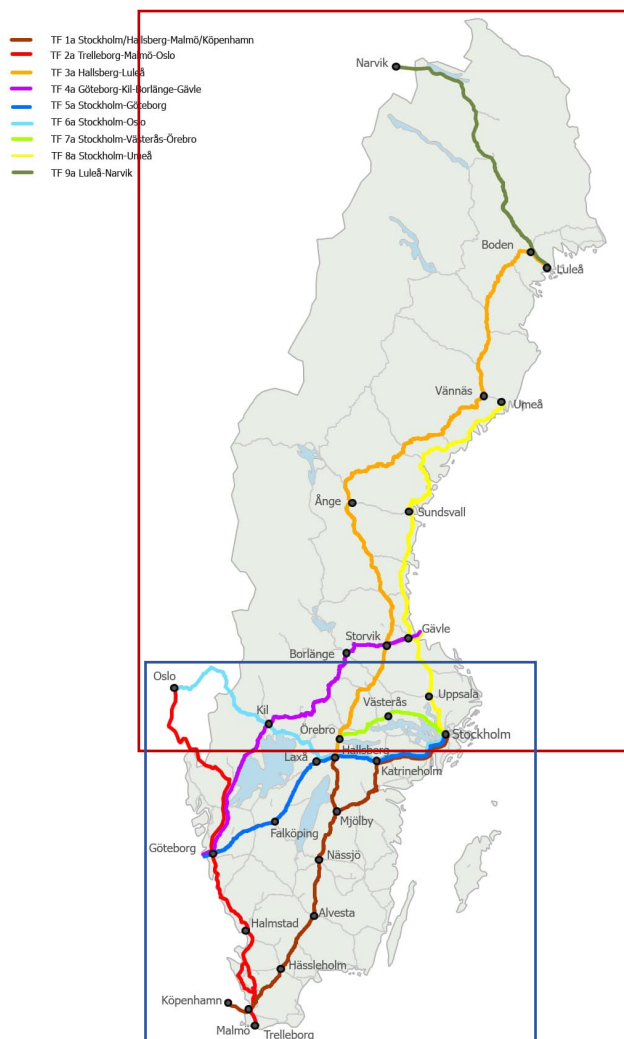 TF 1a Stockholm/Hallsberg-Malmö/Köpenhamn
TF 2a Trelleborg-Malmö-Oslo
TF 3a Hallsberg-Luleå
TF 4a Göteborg-Kil-Borlänge-Gävle
TF 5a Stockholm-Göteborg
TF 6a Stockholm-Oslo
TF 7a Stockholm-Västerås-Örebro
TF 8a Stockholm-Umeå
TF 9a Luleå-Narvik
Narvik
Boden
Luleå
Vännäs
Umeå
Ånge
Sundsvall
Gävle
Storvik
Borlänge
Oslo
Uppsala
Kil
Västerås
Örebro
Stockholm
Hallsberg
Laxå
Katrineholm
Mjölby
Falköping
Göteborg
Nässjö
Alvesta
Halmstad
Hässleholm
Köpenhamn
Malmö
Trelleborg